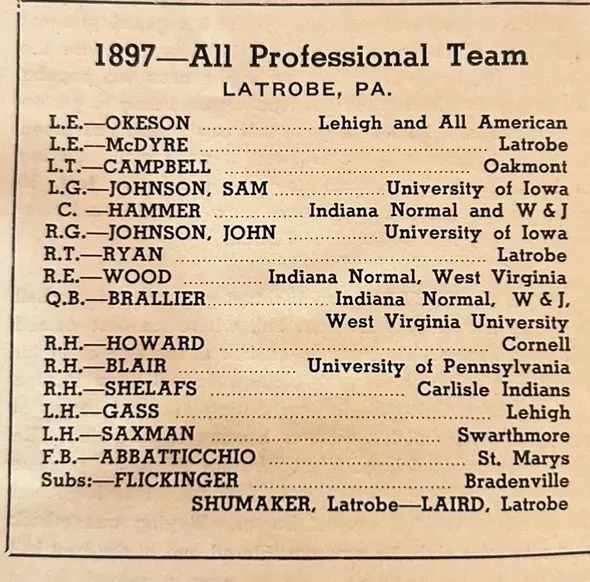 1897—All Professional Team
LATROBE, PA.
L.E.—OKESON .................... Lehigh and All American
L.E.—McDYRE .................... Latrobe
L.T.—CAMPBELL .................... Oakmont
L.G.—JOHNSON, SAM .................... University of Iowa
C. —HAMMER .................... Indiana Normal and W & J
R.G.—JOHNSON, JOHN .................... University of Iowa
R.T.—RYAN .................... Latrobe
R.E.—WOOD .................... Indiana Normal, West Virginia
Q.B.—BRALLIER .................... Indiana Normal, W & J,
West Virginia University
R.H.—HOWARD .................... Cornell
R.H.—BLAIR .................... University of Pennsylvania
R.H.—SHELAFS .................... Carlisle Indians
L.H.—GASS .................... Lehigh
L.H.—SAXMAN .................... Swarthmore
F.B.—ABBATTICCHIO .................... St. Marys
Subs:—FLICKINGER .................... Bradenville
SHUMAKER, Latrobe—LAIRD, Latrobe